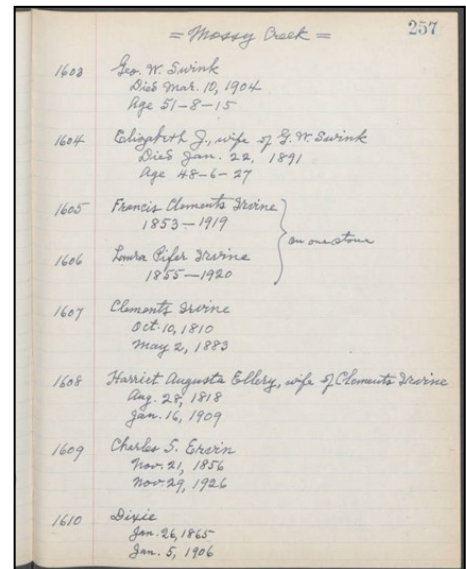 = Mossy Creek =
257
1603 Geo. W. Swink
Died Mar. 10, 1904
Age 51-8-15
1604 Elizabeth J., wife of G. W. Swink
Died Jan. 22, 1891
Age 48-6-27
1605 Francis Clements Irvine
1853-1919
on one stone
1606 Laura Pifer Irvine
1855-1920
1607 Clements Irvine
Oct. 10, 1810
May 2, 1883
1608 Harriet Augusta Ellery, wife of Clements Irvine
Aug. 28, 1818
Jan. 16, 1909
1609 Charles S. Ervin
Nov. 21, 1856
Nov. 29, 1926
1610 Dixie
Jan. 26, 1865
Jan. 5, 1906